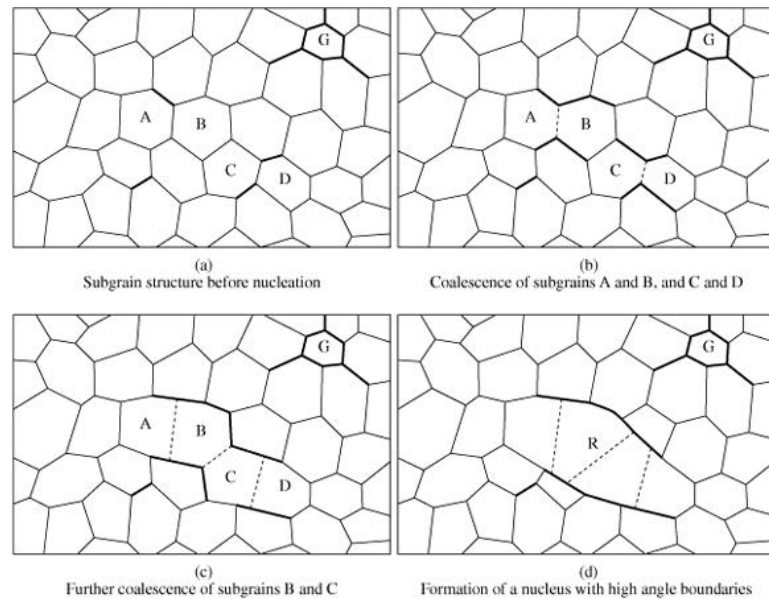 G
A
B
C
D
(a)
Subgrain structure before nucleation
G
A
B
C
D
(b)
Coalescence of subgrains A and B, and C and D
G
A
B
C
D
(c)
Further coalescence of subgrains B and C
G
R
(d)
Formation of a nucleus with high angle boundaries